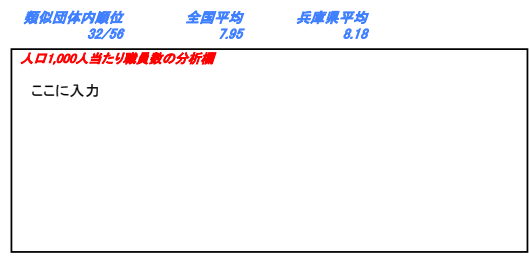 類似団体内順位 全国平均 兵庫県平均
32/56 7.95 8.18
人口1,000人当たり職員数の分析欄
ここに入力